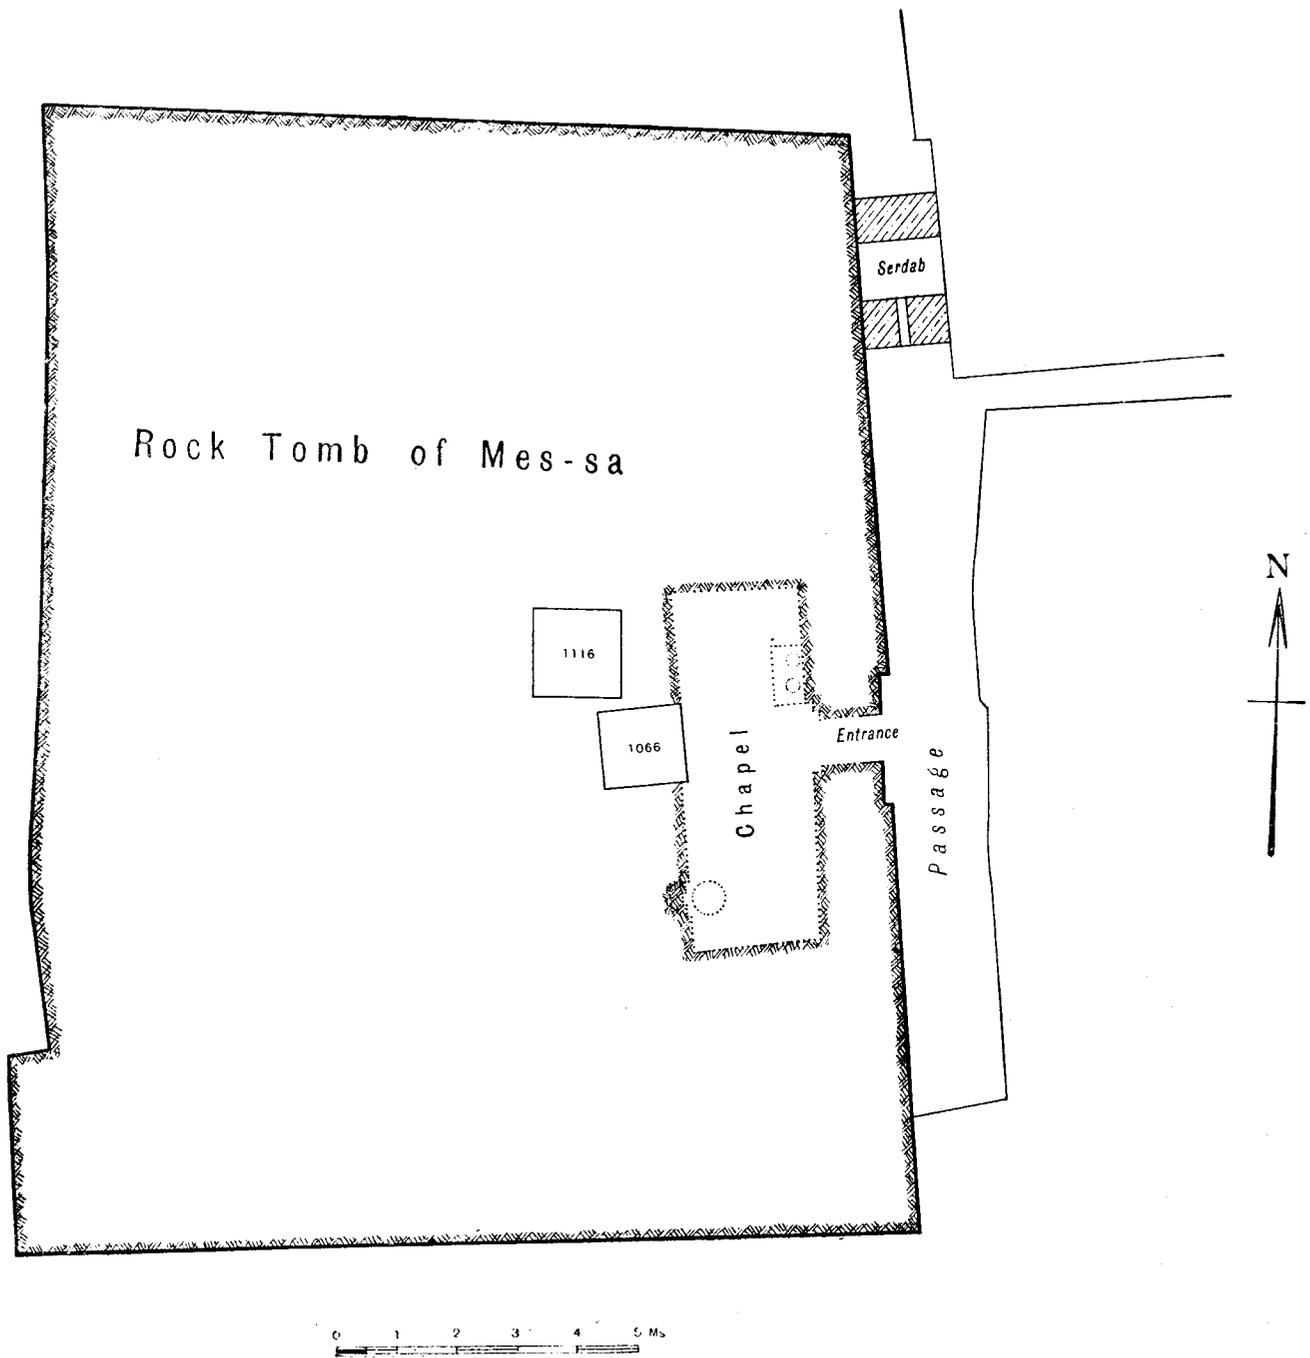 Serdab
Rock Tomb of Mes-sa
N
1116
Entrance
1066
Chapel
Passage
0 1 2 3 4 5 Ms